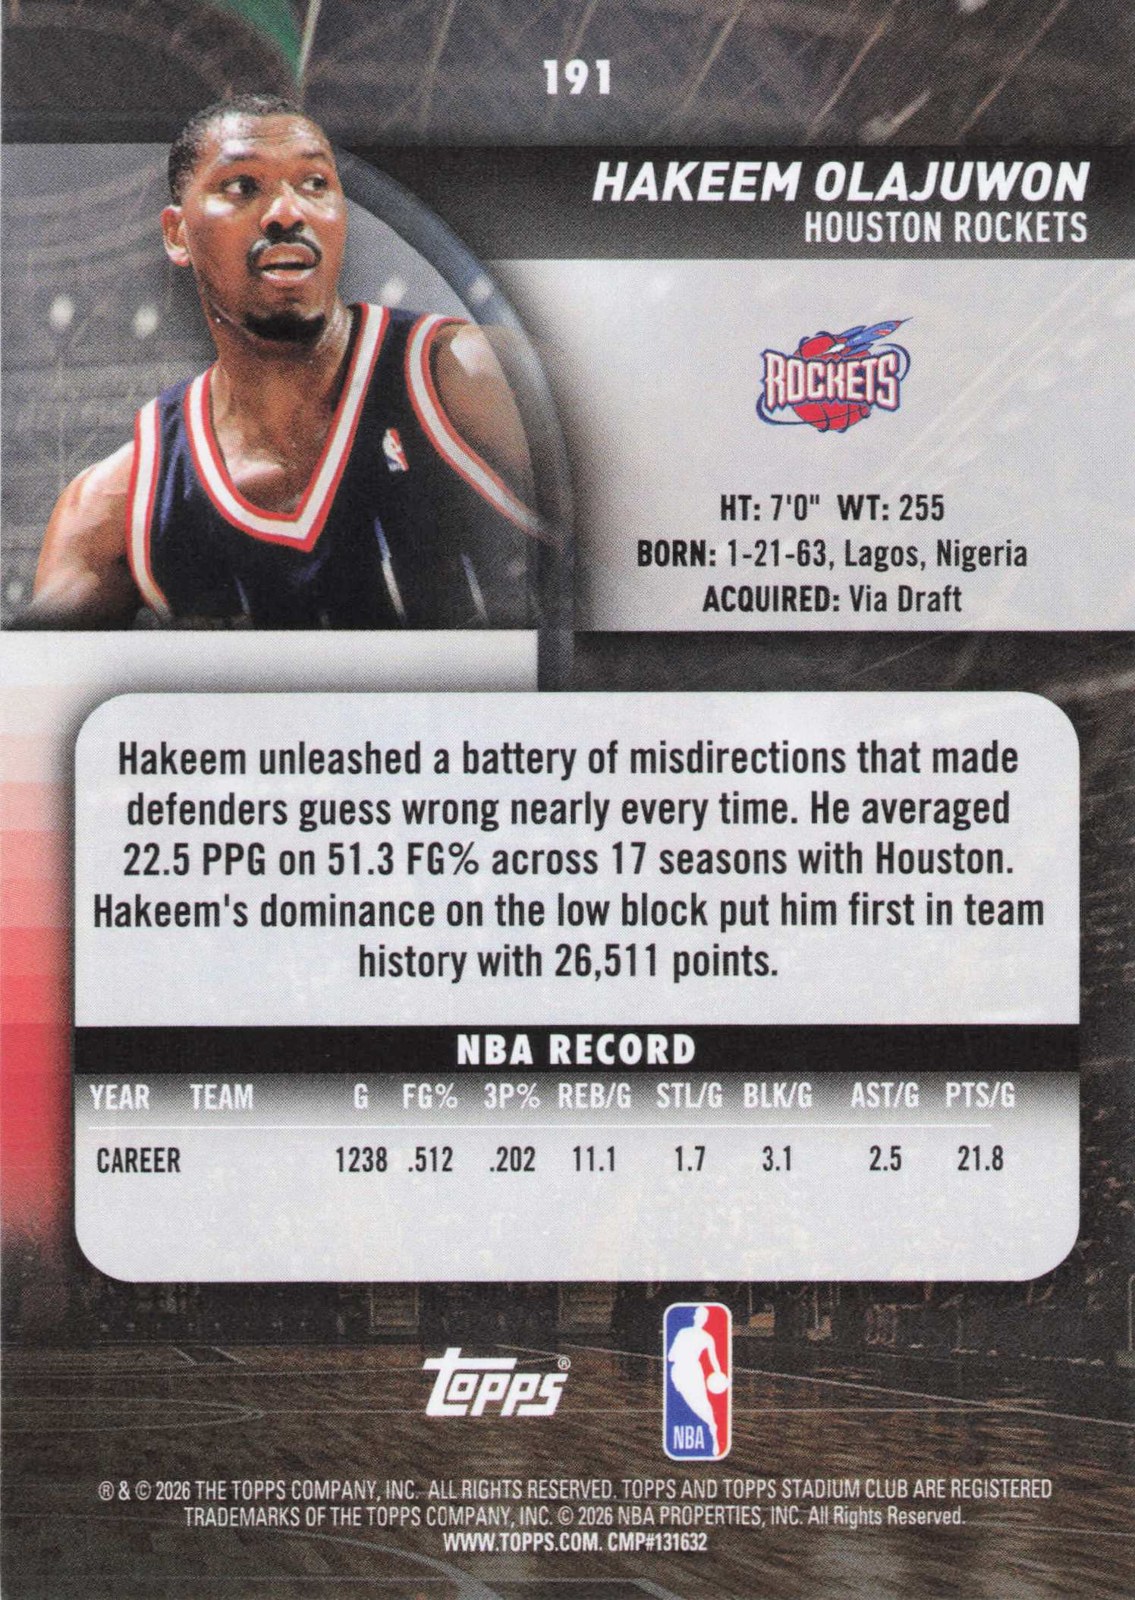 191
HAKEEM OLAJUWON
HOUSTON ROCKETS
ROCKETS
HT: 7'0" WT: 255
BORN: 1-21-63, Lagos, Nigeria
ACQUIRED: Via Draft
Hakeem unleashed a battery of misdirections that made
defenders guess wrong nearly every time. He averaged
22.5 PPG on 51.3 FG% across 17 seasons with Houston.
Hakeem's dominance on the low block put him first in team
history with 26,511 points.
NBA RECORD
YEAR TEAM G FG% 3P% REB/G STL/G BLK/G AST/G PTS/G
CAREER 1238 .512 .202 11.1 1.7 3.1 2.5 21.8
Topps®
NBA
® & © 2026 THE TOPPS COMPANY, INC. ALL RIGHTS RESERVED. TOPPS AND TOPPS STADIUM CLUB ARE REGISTERED
TRADEMARKS OF THE TOPPS COMPANY, INC. © 2026 NBA PROPERTIES, INC. All Rights Reserved.
WWW.TOPPS.COM. CMP#131632